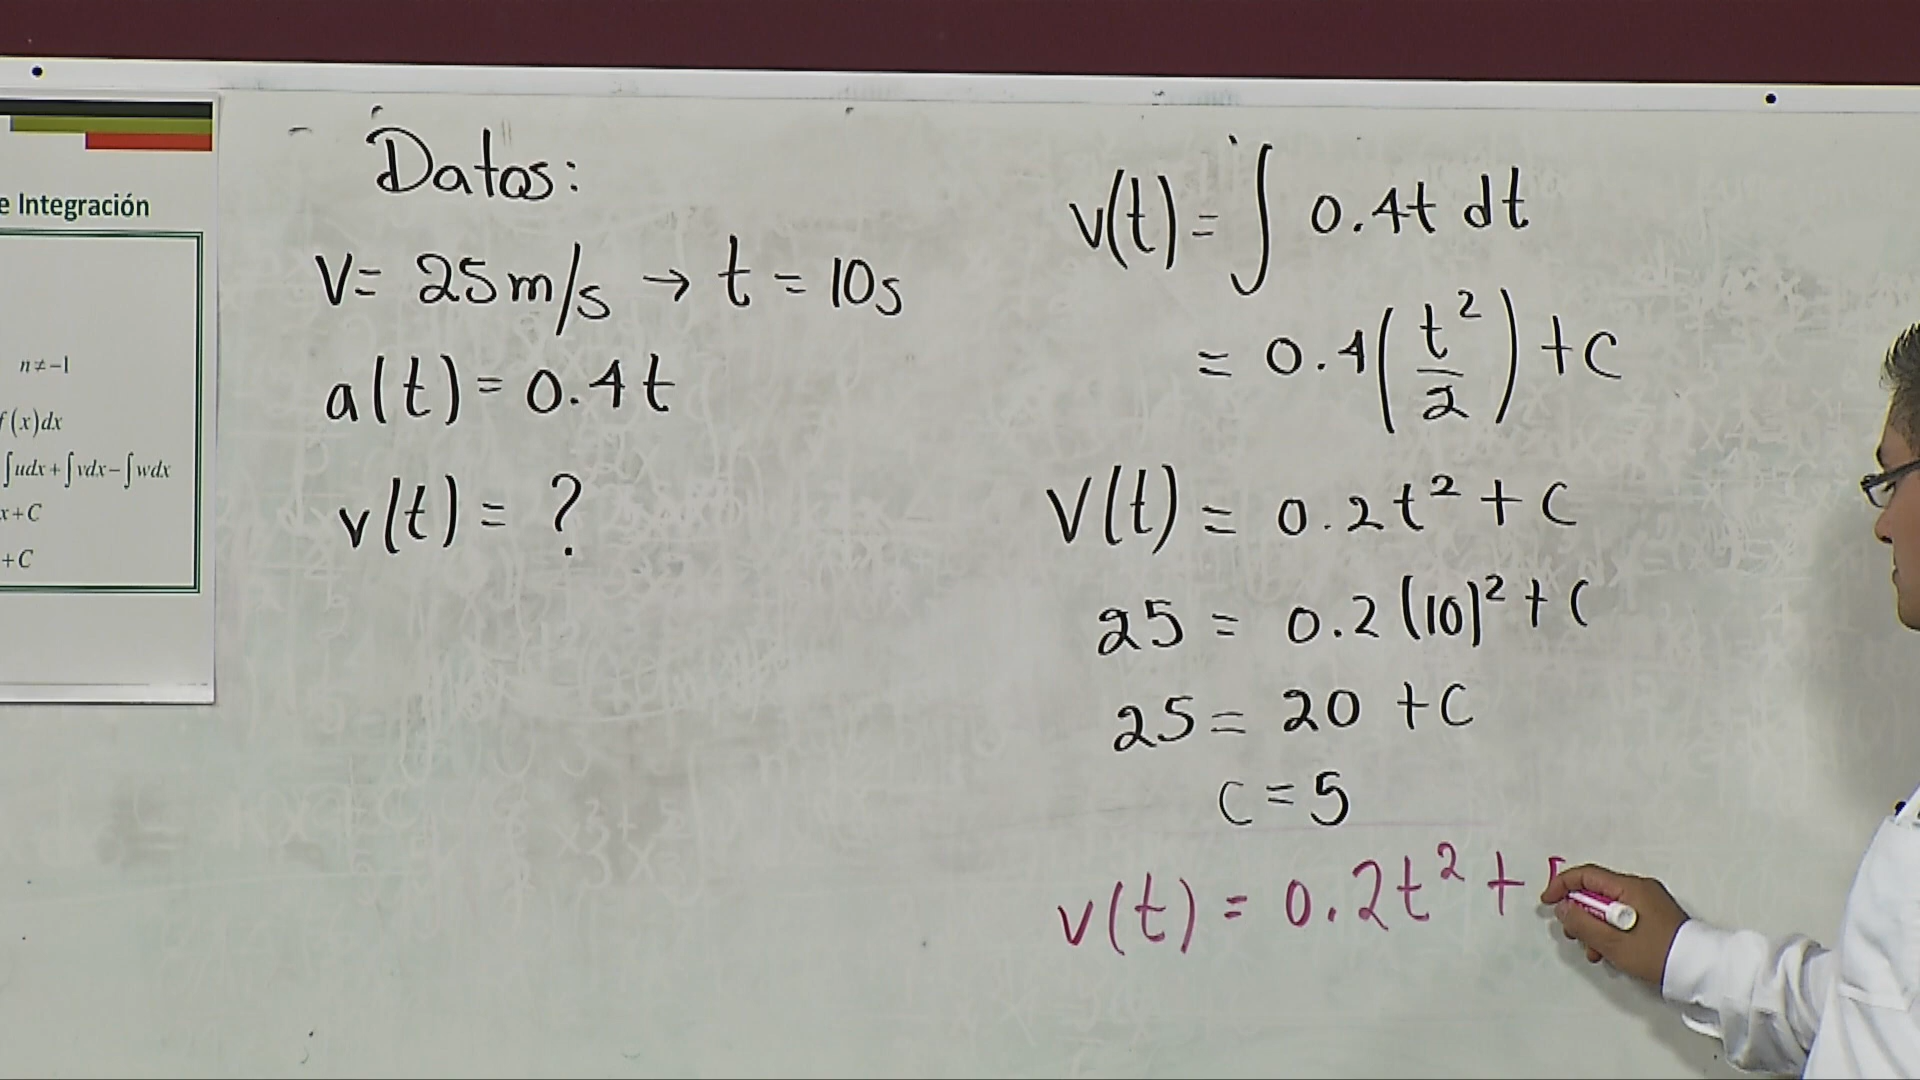 e Integración
n≠-1
f(x)dx
∫udx+∫vdx-∫wdx
x+C
+C
Datos:
V= 25m/s → t = 10s
a(t)= 0.4t
v(t) = ?
v(t) = ∫ 0.4t dt
= 0.4(t²/2) + C
V(t) = 0.2t² + C
25 = 0.2(10)² + C
25 = 20 + C
C = 5
v(t) = 0.2t² +